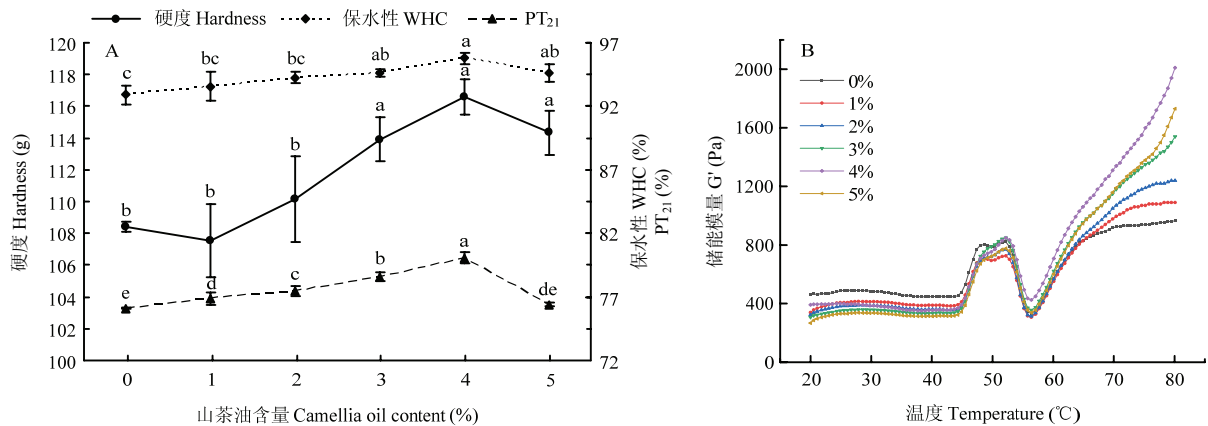 硬度 Hardness 保水性 WHC PT21
A
120
118
116
114
112
110
108
106
104
102
100
硬度 Hardness (g)
c bc bc ab a ab
b b b a a a
e d c b a de
97
92
89
82
77
72
保水性 WHC (%)
PT21 (%)
0 1 2 3 4 5
山茶油含量 Camellia oil content (%)
B
0%
1%
2%
3%
4%
5%
2000
1600
1200
800
400
0
储能模量 G' (Pa)
20 30 40 50 60 70 80
温度 Temperature (℃)